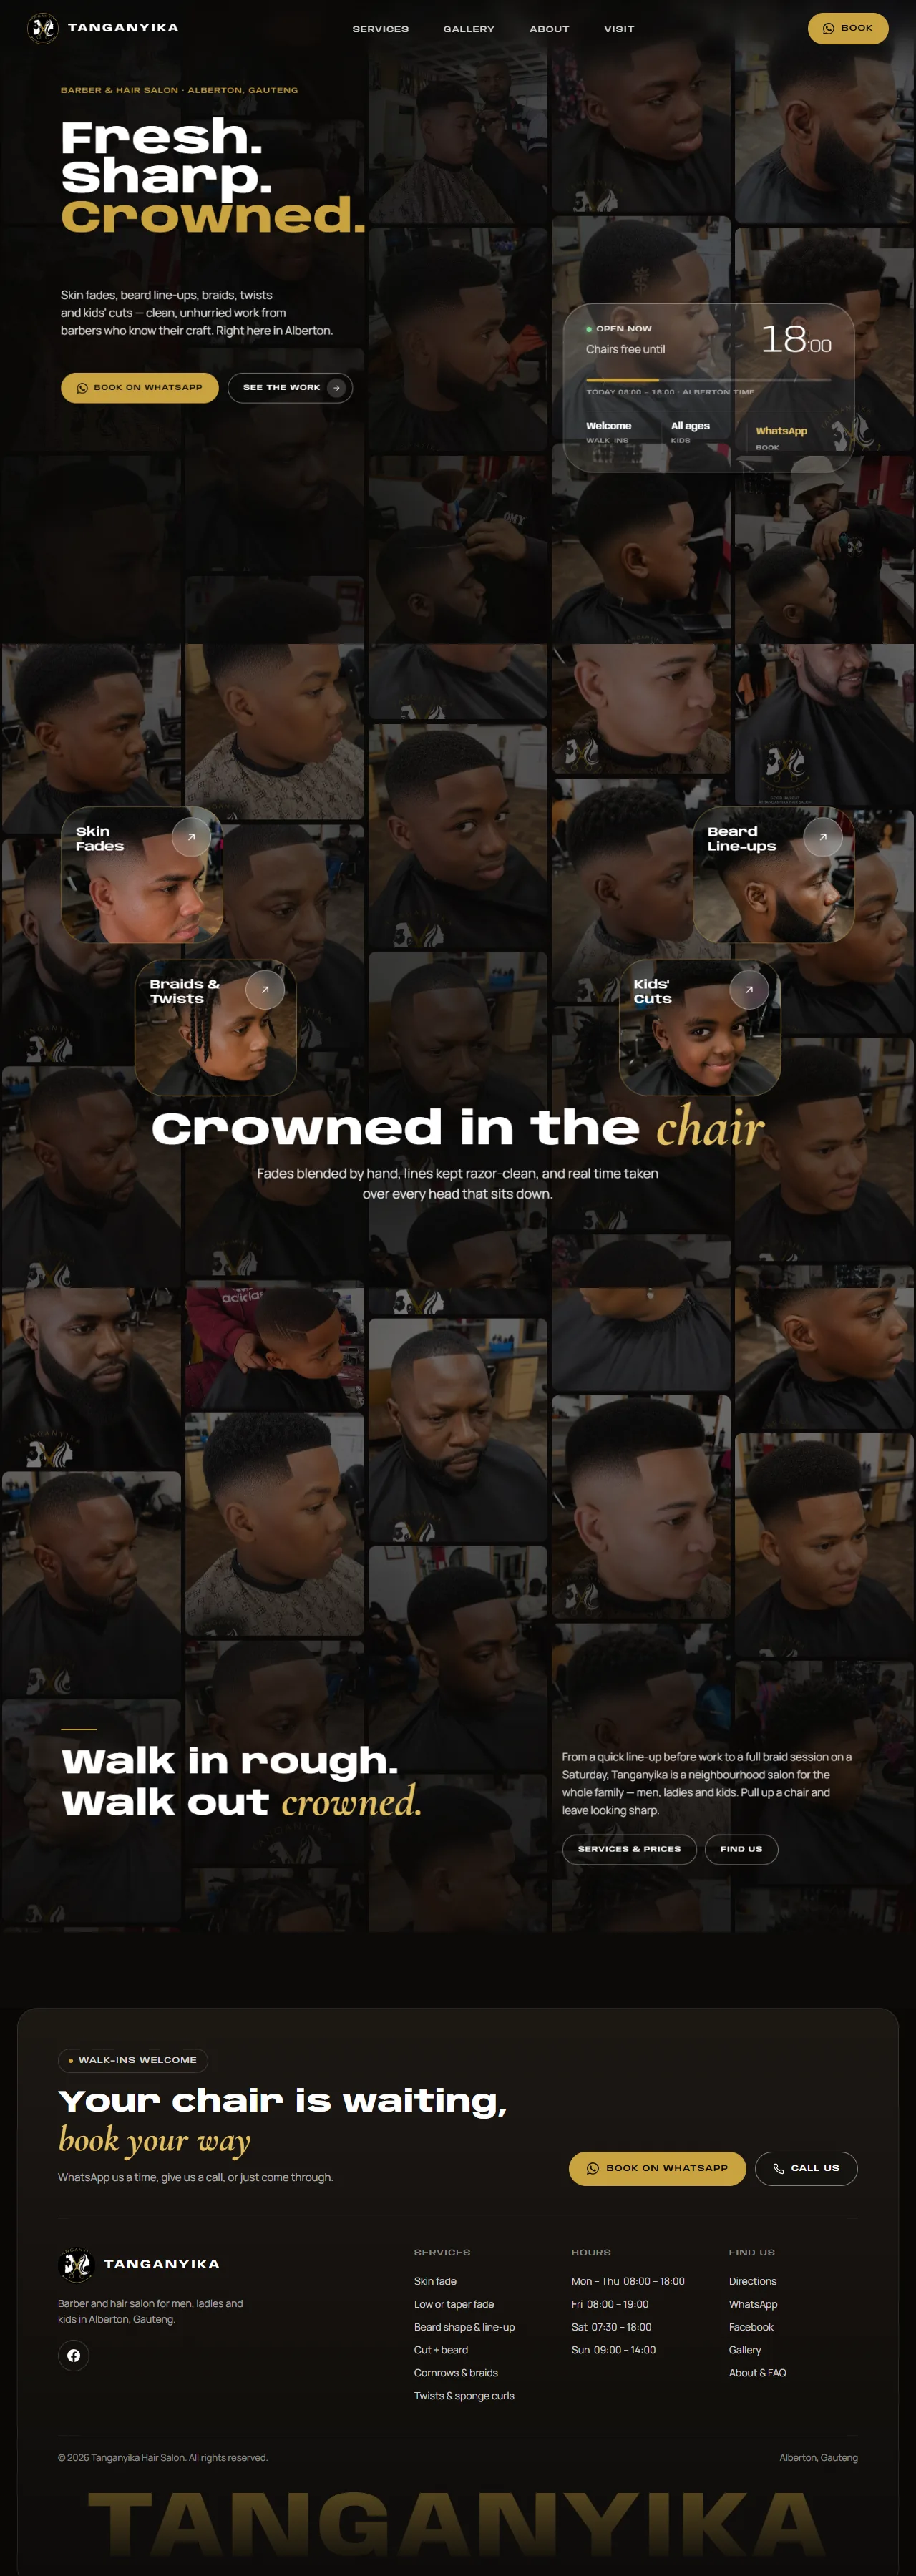 TANGANYIKA
SERVICES
GALLERY
ABOUT
VISIT
BOOK
BARBER & HAIR SALON · ALBERTON, GAUTENG
Fresh.
Sharp.
Crowned.
Skin fades, beard line-ups, braids, twists
and kids' cuts — clean, unhurried work from
barbers who know their craft. Right here in Alberton.
BOOK ON WHATSAPP
SEE THE WORK
OPEN NOW
18:00
Chairs free until
TODAY 08:00 – 18:00 · ALBERTON TIME
Welcome
WALK-INS
All ages
KIDS
WhatsApp
BOOK
Skin
Fades
Beard
Line-ups
Braids &
Twists
Kids'
Cuts
Crowned in the chair
Fades blended by hand, lines kept razor-clean, and real time taken
over every head that sits down.
Walk in rough.
Walk out crowned.
From a quick line-up before work to a full braid session on a
Saturday, Tanganyika is a neighbourhood salon for the
whole family — men, ladies and kids. Pull up a chair and
leave looking sharp.
SERVICES & PRICES
FIND US
WALK-INS WELCOME
Your chair is waiting,
book your way
WhatsApp us a time, give us a call, or just come through.
BOOK ON WHATSAPP
CALL US
TANGANYIKA
Barber and hair salon for men, ladies and
kids in Alberton, Gauteng.
SERVICES
Skin fade
Low or taper fade
Beard shape & line-up
Cut + beard
Cornrows & braids
Twists & sponge curls
HOURS
Mon – Thu 08:00 – 18:00
Fri 08:00 – 19:00
Sat 07:30 – 18:00
Sun 09:00 – 14:00
FIND US
Directions
WhatsApp
Facebook
Gallery
About & FAQ
© 2026 Tanganyika Hair Salon. All rights reserved.
Alberton, Gauteng
TANGANYIKA